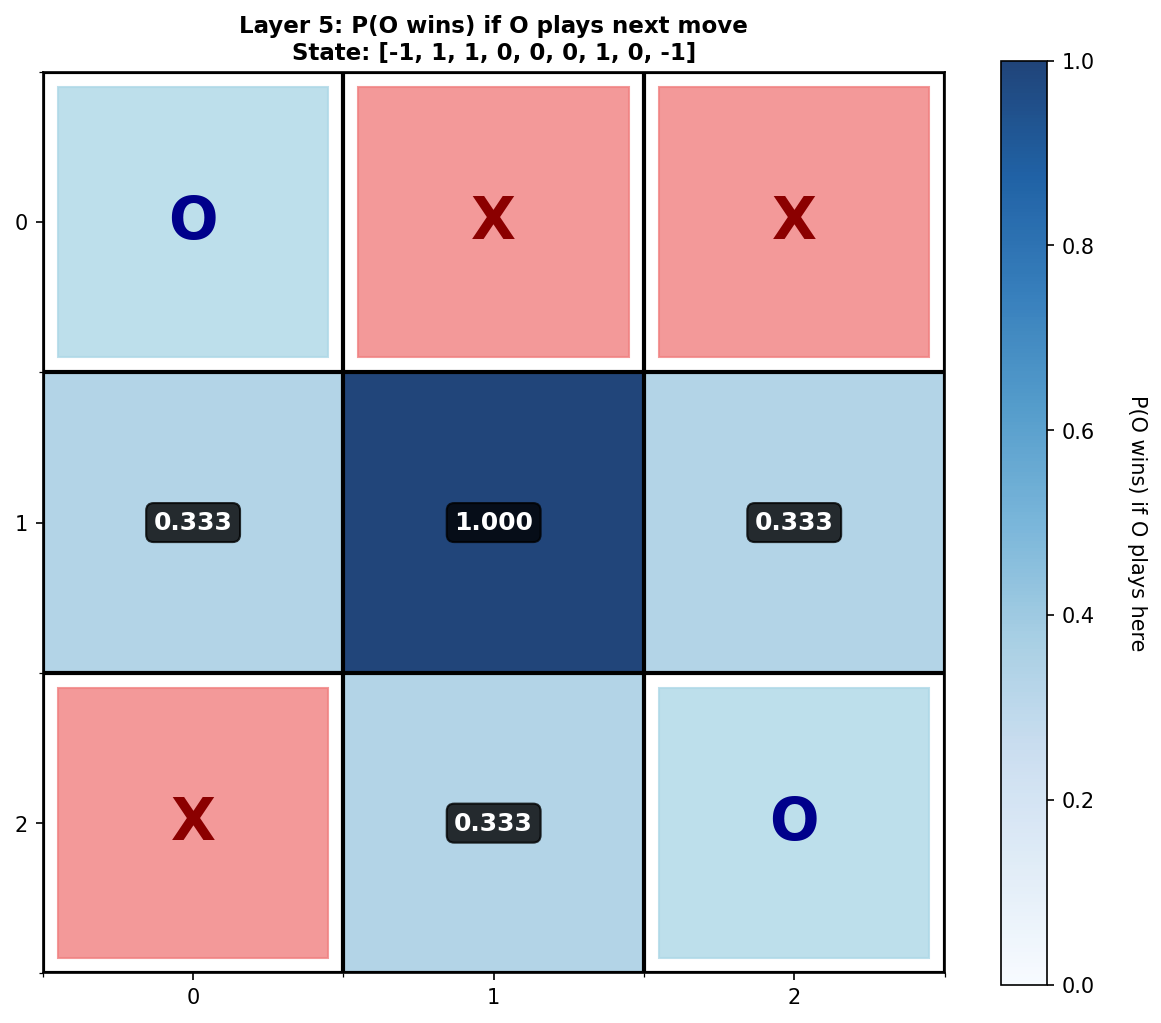 Layer 5: P(O wins) if O plays next move
State: [-1, 1, 1, 0, 0, 0, 1, 0, -1]
O X X
0.333 1.000 0.333
X 0.333 O
0
1
2
0 1 2
1.0
0.8
0.6
0.4
0.2
0.0
P(O wins) if O plays here